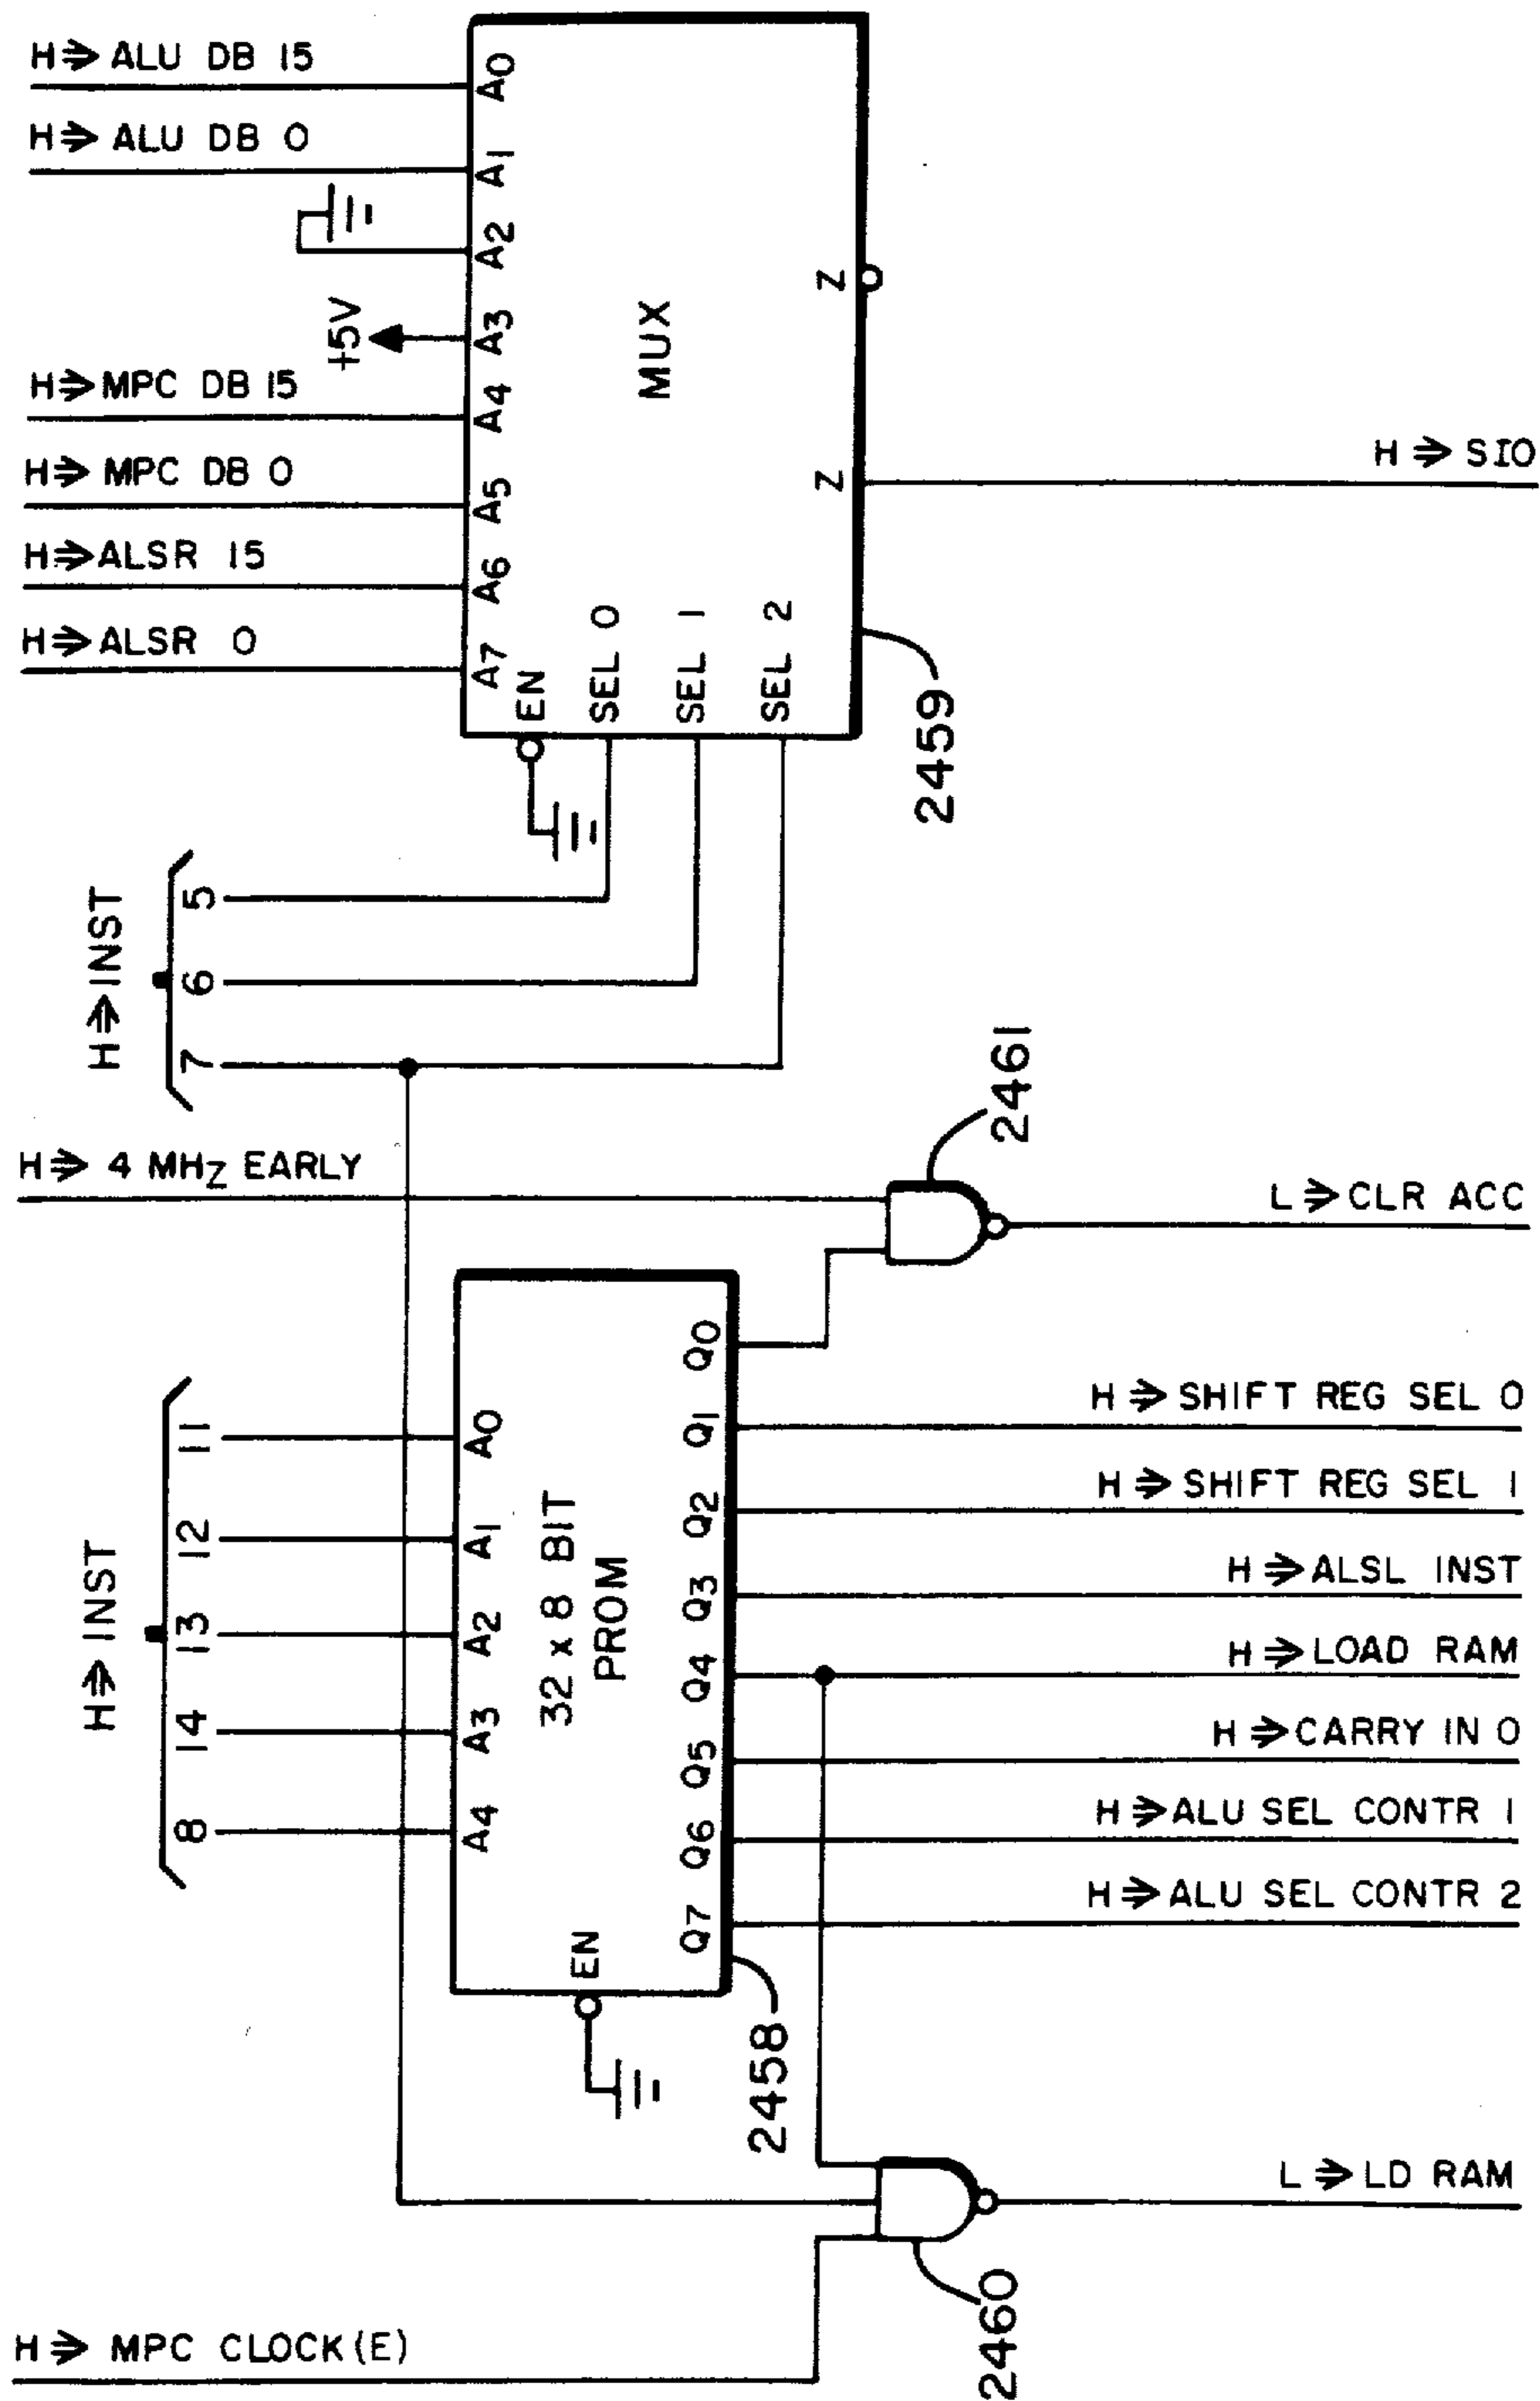 H⇒ALU DB 15
H⇒ALU DB 0
+5V
H⇒MPC DB 15
H⇒MPC DB 0
H⇒ALSR 15
H⇒ALSR 0
A0
A1
A2
A3
A4
A5
A6
A7
EN
SEL 0
SEL 1
SEL 2
MUX
Z
Z
H⇒SIO
2459
H⇒INST
5
6
7
H⇒4 MHZ EARLY
2461
L⇒CLR ACC
H⇒INST
11
12
13
14
8
A0
A1
A2
A3
A4
EN
32 x 8 BIT
PROM
Q0
Q1
Q2
Q3
Q4
Q5
Q6
Q7
H⇒SHIFT REG SEL 0
H⇒SHIFT REG SEL 1
H⇒ALSL INST
H⇒LOAD RAM
H⇒CARRY IN 0
H⇒ALU SEL CONTR 1
H⇒ALU SEL CONTR 2
2458
L⇒LD RAM
2460
H⇒MPC CLOCK(E)